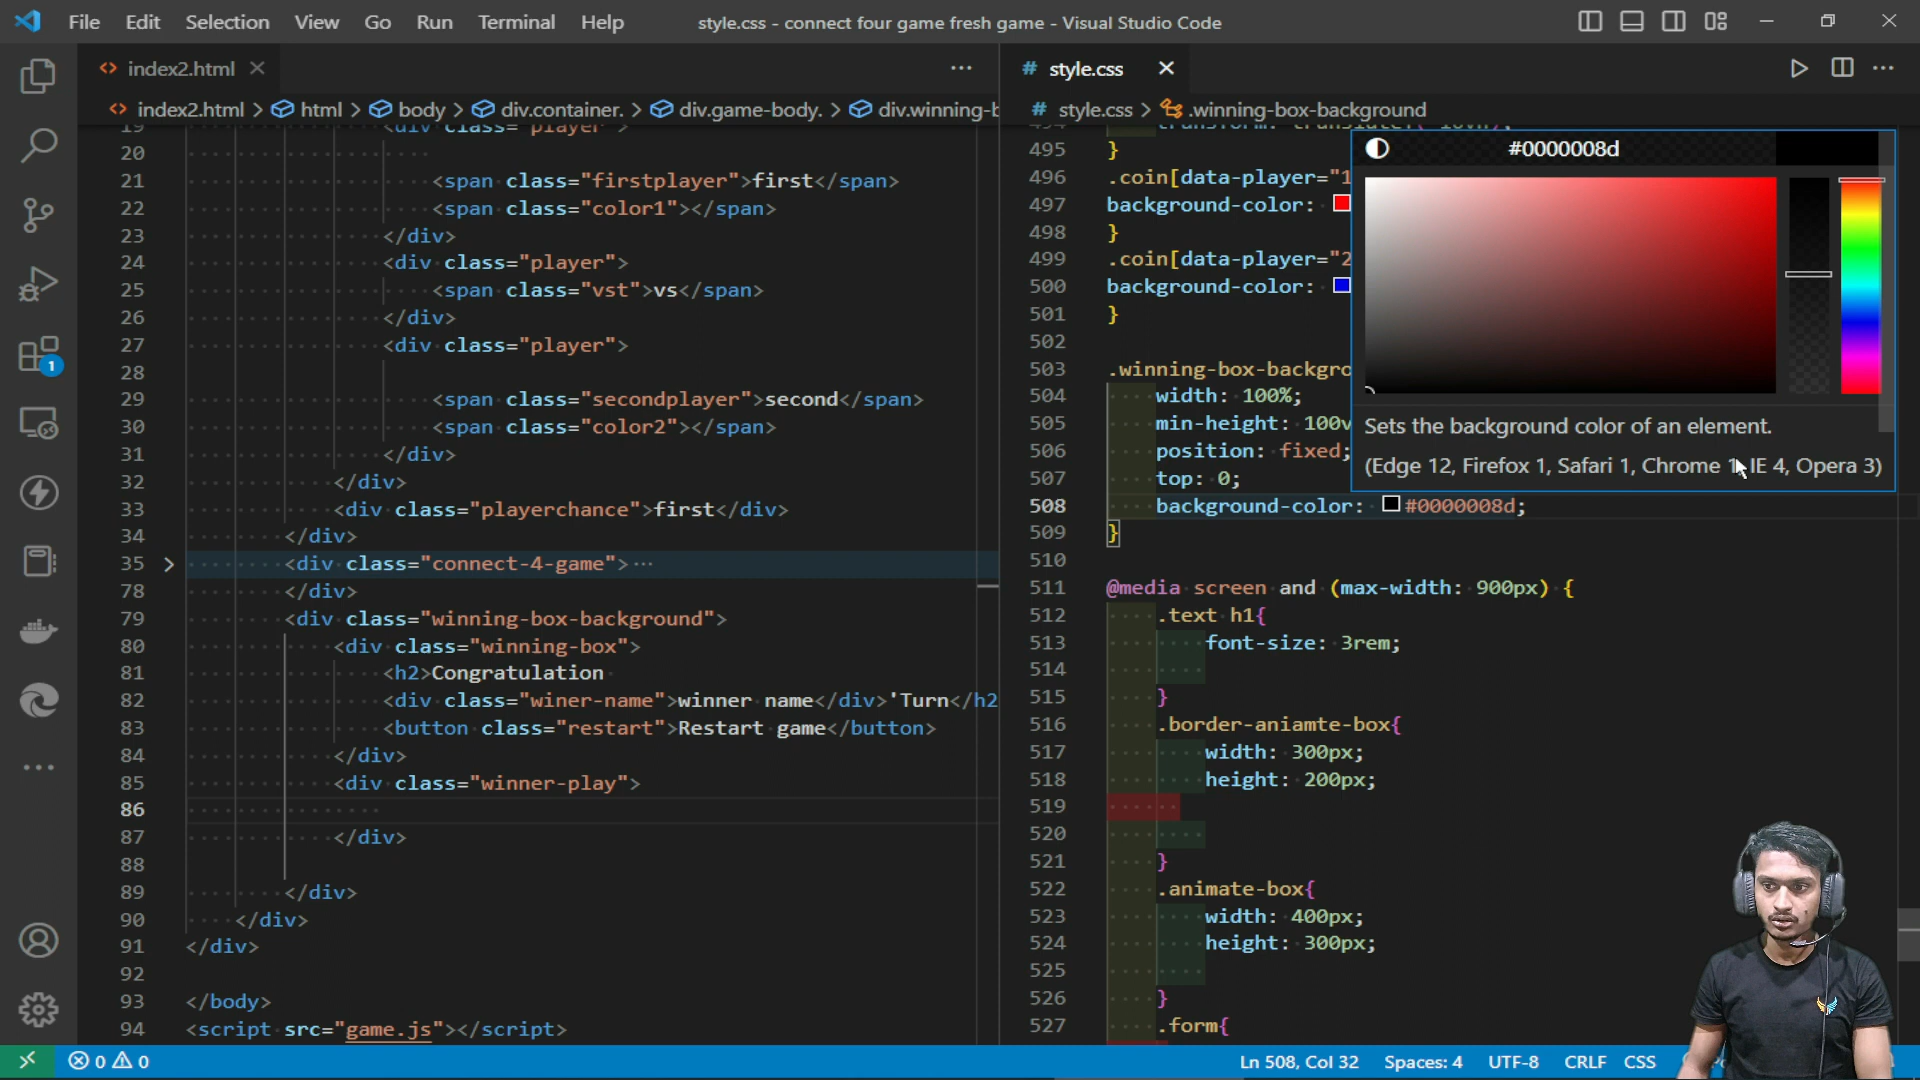 File Edit Selection View Go Run Terminal Help
style.css - connect four game fresh game - Visual Studio Code
index2.html
index2.html > html > body > div.container. > div.game-body. > div.winning-b
20
21 <span class="firstplayer">first</span>
22 <span class="color1"></span>
23 </div>
24 <div class="player">
25 <span class="vst">vs</span>
26 </div>
27 <div class="player">
28
29 <span class="secondplayer">second</span>
30 <span class="color2"></span>
31 </div>
32 </div>
33 <div class="playerchance">first</div>
34 </div>
35 > <div class="connect-4-game">⋯
78 </div>
79 <div class="winning-box-background">
80 <div class="winning-box">
81 <h2>Congratulation
82 <div class="winer-name">winner name</div>'Turn</h2
83 <button class="restart">Restart game</button>
84 </div>
85 <div class="winner-play">
86
87 </div>
88
89 </div>
90 </div>
91 </div>
92
93 </body>
94 <script src="game.js"></script>
# style.css
# style.css > .winning-box-background
495 }
496 .coin[data-player="1
497 background-color:
498 }
499 .coin[data-player="2
500 background-color:
501 }
502
503 .winning-box-backgro
504 width: 100%;
505 min-height: 100v
506 position: fixed;
507 top: 0;
508 background-color: #0000008d;
509 }
510
511 @media screen and (max-width: 900px) {
512 .text h1{
513 font-size: 3rem;
514
515 }
516 .border-aniamte-box{
517 width: 300px;
518 height: 200px;
519
520
521 }
522 .animate-box{
523 width: 400px;
524 height: 300px;
525
526 }
527 .form{
#0000008d
Sets the background color of an element.
(Edge 12, Firefox 1, Safari 1, Chrome 1, IE 4, Opera 3)
1
0 0
Ln 508, Col 32 Spaces: 4 UTF-8 CRLF CSS